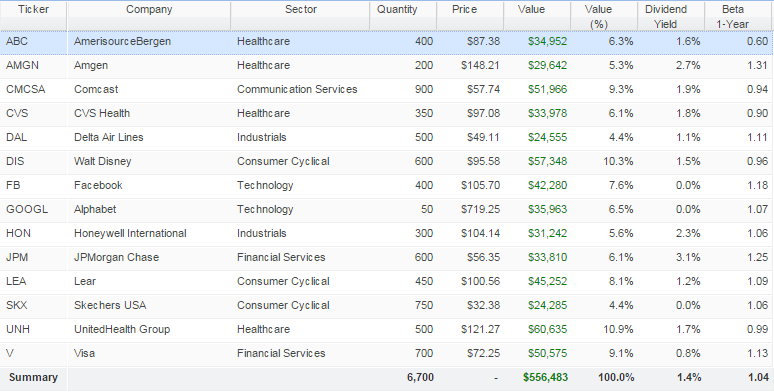 Ticker Company Sector Quantity Price Value Value (%) Dividend Yield Beta 1-Year
ABC AmerisourceBergen Healthcare 400 $87.38 $34,952 6.3% 1.6% 0.60
AMGN Amgen Healthcare 200 $148.21 $29,642 5.3% 2.7% 1.31
CMCSA Comcast Communication Services 900 $57.74 $51,966 9.3% 1.9% 0.94
CVS CVS Health Healthcare 350 $97.08 $33,978 6.1% 1.8% 0.90
DAL Delta Air Lines Industrials 500 $49.11 $24,555 4.4% 1.1% 1.11
DIS Walt Disney Consumer Cyclical 600 $95.58 $57,348 10.3% 1.5% 0.96
FB Facebook Technology 400 $105.70 $42,280 7.6% 0.0% 1.18
GOOGL Alphabet Technology 50 $719.25 $35,963 6.5% 0.0% 1.07
HON Honeywell International Industrials 300 $104.14 $31,242 5.6% 2.3% 1.06
JPM JPMorgan Chase Financial Services 600 $56.35 $33,810 6.1% 3.1% 1.25
LEA Lear Consumer Cyclical 450 $100.56 $45,252 8.1% 1.2% 1.09
SKX Skechers USA Consumer Cyclical 750 $32.38 $24,285 4.4% 0.0% 1.06
UNH UnitedHealth Group Healthcare 500 $121.27 $60,635 10.9% 1.7% 0.99
V Visa Financial Services 700 $72.25 $50,575 9.1% 0.8% 1.13
Summary 6,700 - $556,483 100.0% 1.4% 1.04